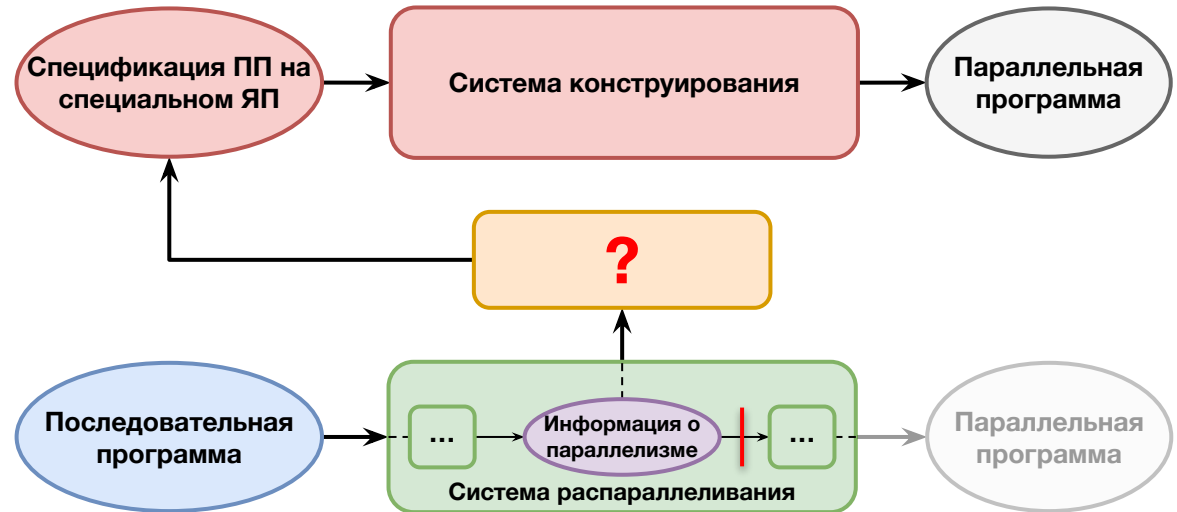 Спецификация ПП на
специальном ЯП
Система конструирования
Параллельная
программа
?
Последовательная
программа
...
Информация о
параллелизме
...
Система распараллеливания
Параллельная
программа